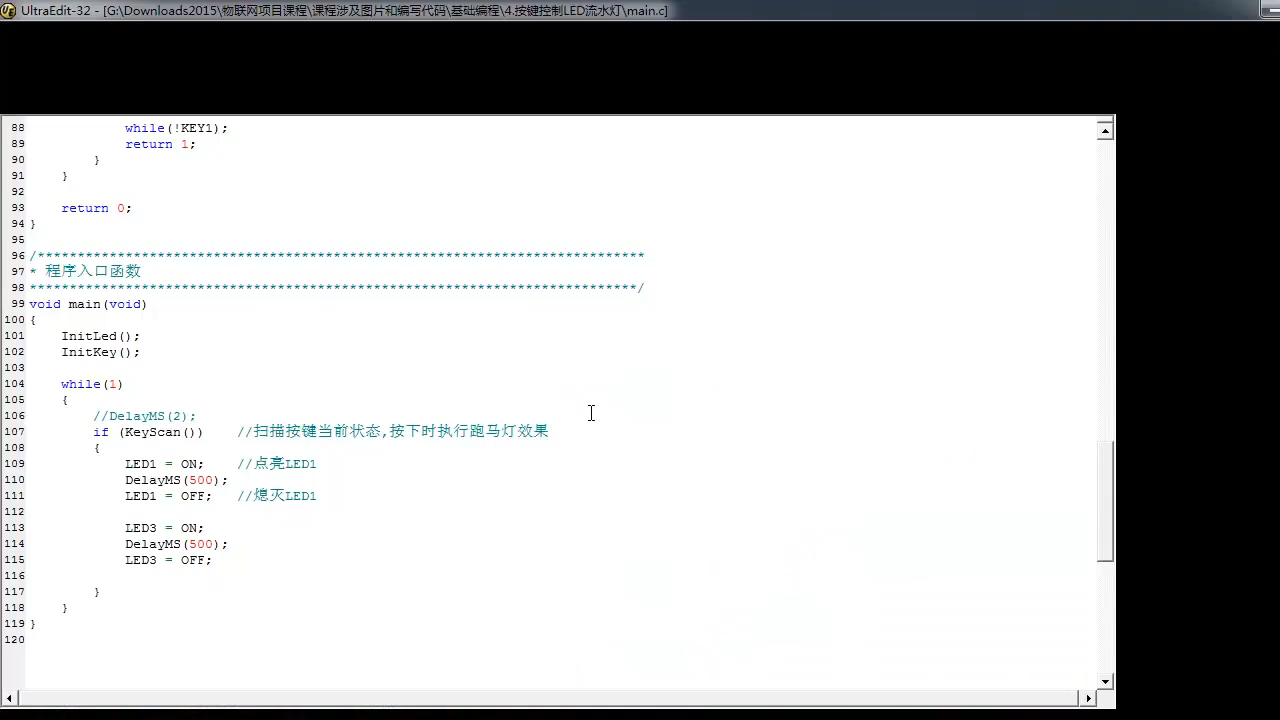 UltraEdit-32 - [G:\Downloads2015\物联网项目课程\课程涉及图片和编写代码\基础编程\4.按键控制LED流水灯\main.c]
88 while(!KEY1);
89 return 1;
90 }
91 }
92
93 return 0;
94 }
95
96 /****************************************************************************
97 * 程序入口函数
98 ****************************************************************************/
99 void main(void)
100 {
101 InitLed();
102 InitKey();
103
104 while(1)
105 {
106 //DelayMS(2);
107 if (KeyScan()) //扫描按键当前状态,按下时执行跑马灯效果
108 {
109 LED1 = ON; //点亮LED1
110 DelayMS(500);
111 LED1 = OFF; //熄灭LED1
112
113 LED3 = ON;
114 DelayMS(500);
115 LED3 = OFF;
116
117 }
118 }
119 }
120